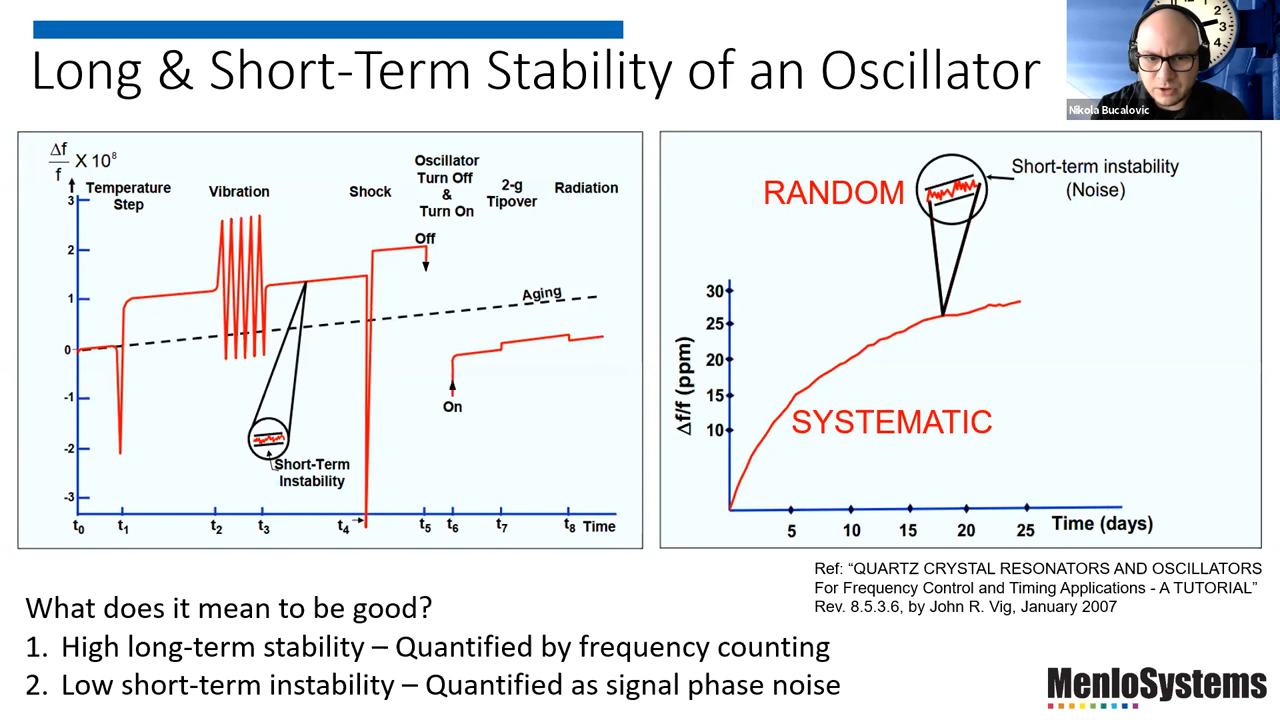 Long & Short-Term Stability of an Oscillator
Nikola Bucalovic
2
3
4
Δf
f
X 10⁸
Temperature
Step
Vibration
Shock
Oscillator
Turn Off
&
Turn On
2-g
Tipover
Radiation
Off
3
2
1
0
-1
-2
-3
Aging
On
Short-Term
Instability
t₀
t₁
t₂
t₃
t₄
t₅
t₆
t₇
t₈
Time
RANDOM
Short-term instability
(Noise)
30
25
20
15
10
Δf/f (ppm)
SYSTEMATIC
5
10
15
20
25
Time (days)
Ref: “QUARTZ CRYSTAL RESONATORS AND OSCILLATORS
For Frequency Control and Timing Applications - A TUTORIAL”
Rev. 8.5.3.6, by John R. Vig, January 2007
What does it mean to be good?
1. High long-term stability – Quantified by frequency counting
2. Low short-term instability – Quantified as signal phase noise
MenloSystems